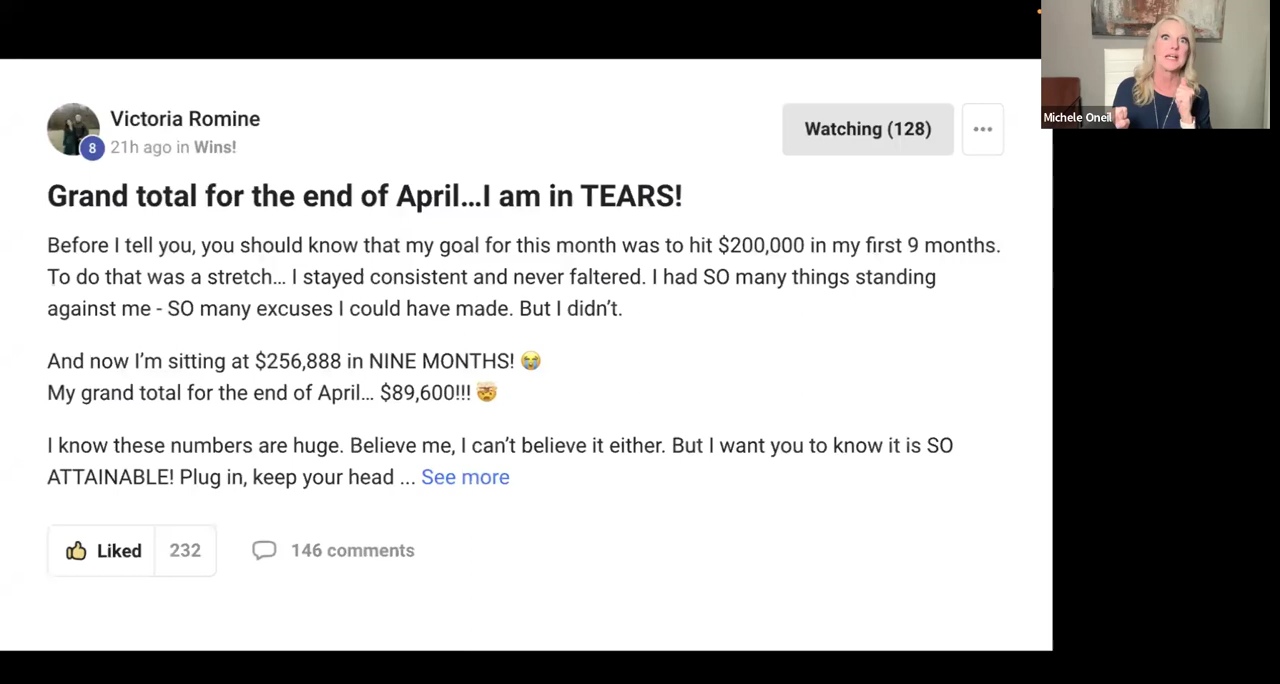 Victoria Romine
8
21h ago in Wins!
Watching (128)
Michele Oneil
Grand total for the end of April...I am in TEARS!
Before I tell you, you should know that my goal for this month was to hit $200,000 in my first 9 months.
To do that was a stretch... I stayed consistent and never faltered. I had SO many things standing
against me - SO many excuses I could have made. But I didn’t.
And now I’m sitting at $256,888 in NINE MONTHS! 😭
My grand total for the end of April... $89,600!!! 🤯
I know these numbers are huge. Believe me, I can’t believe it either. But I want you to know it is SO
ATTAINABLE! Plug in, keep your head ... See more
Liked 232 146 comments